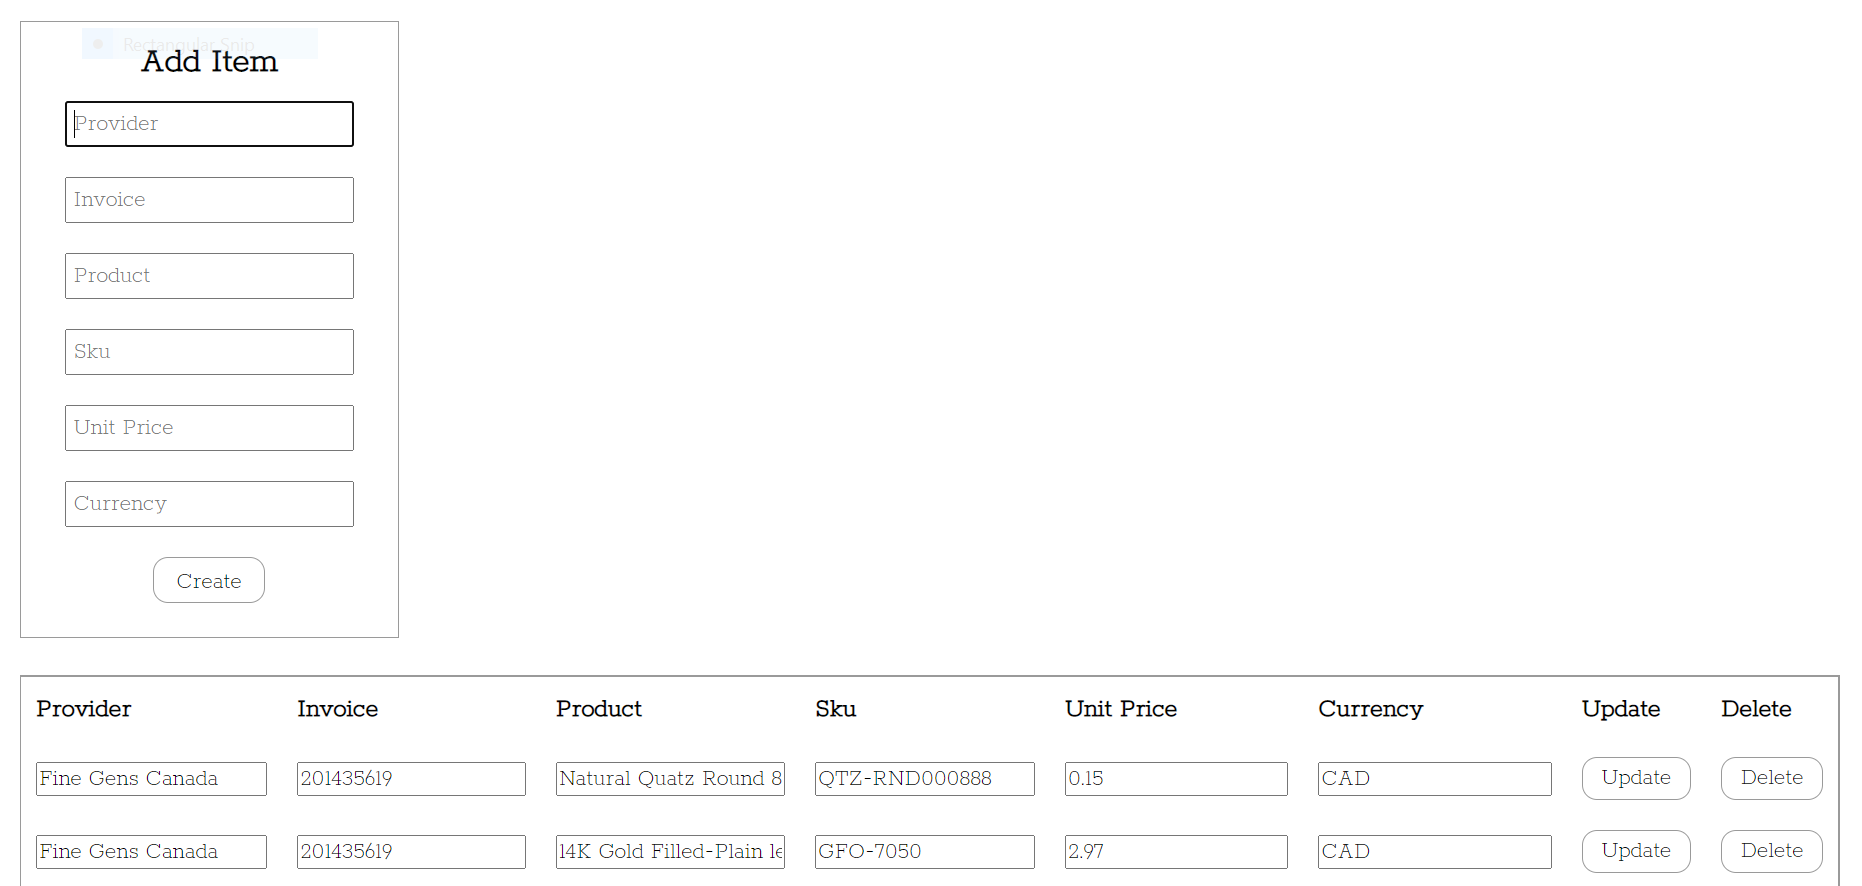 Rectangular Snip
Add Item
Provider
Invoice
Product
Sku
Unit Price
Currency
Create
Provider Invoice Product Sku Unit Price Currency Update Delete
Fine Gens Canada 201435619 Natural Quatz Round 8 QTZ-RND000888 0.15 CAD Update Delete
Fine Gens Canada 201435619 14K Gold Filled-Plain le GFO-7050 2.97 CAD Update Delete